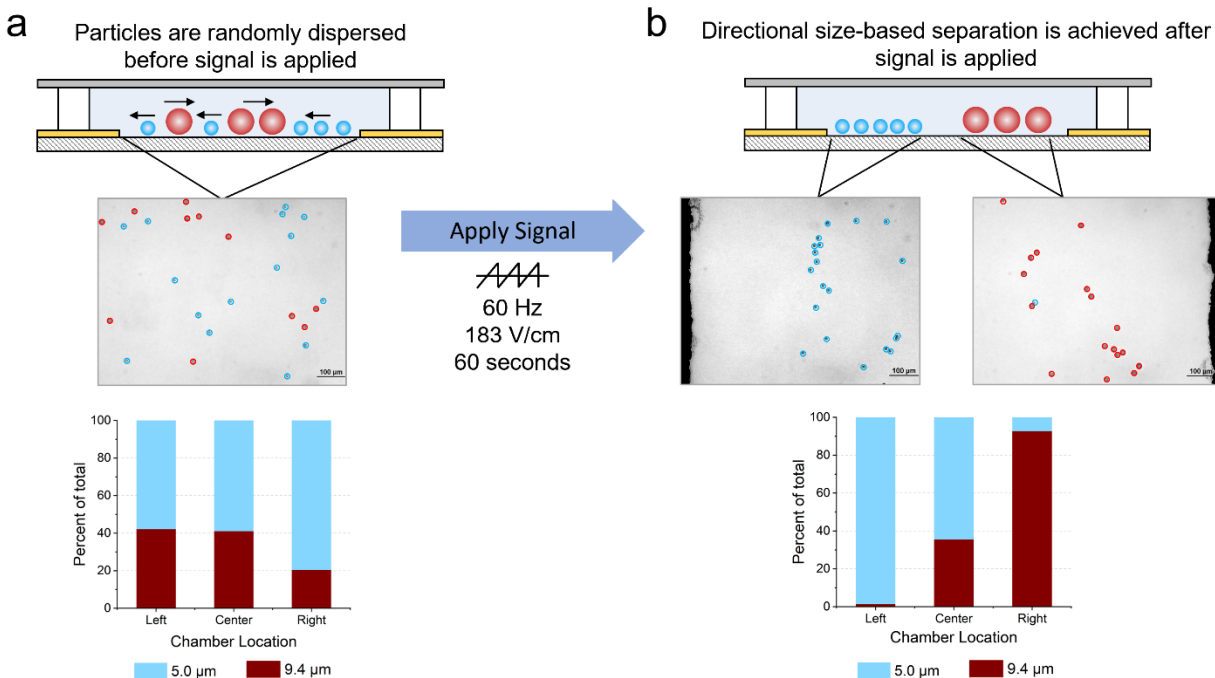 a
Particles are randomly dispersed
before signal is applied
100 µm
Apply Signal
60 Hz
183 V/cm
60 seconds
100
80
60
40
20
0
Percent of total
Left Center Right
Chamber Location
5.0 µm 9.4 µm
b
Directional size-based separation is achieved after
signal is applied
100 µm
100 µm
100
80
60
40
20
0
Percent of total
Left Center Right
Chamber Location
5.0 µm 9.4 µm